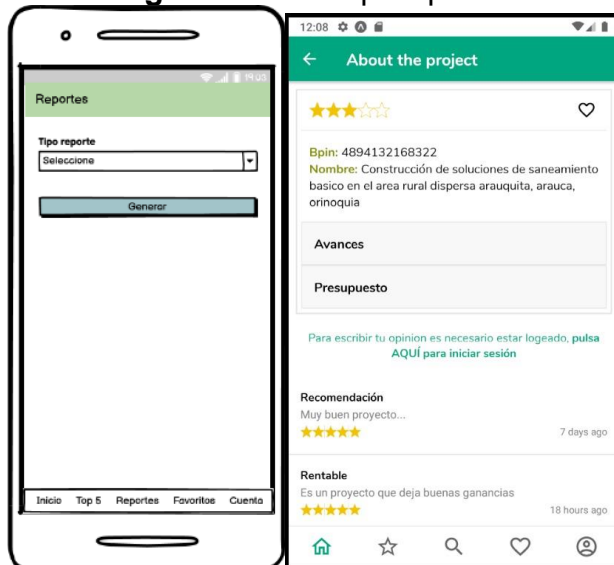 19:03
Reportes
Tipo reporte
Seleccione
Generar
Inicio Top 5 Reportes Favoritos Cuenta
12:08
About the project
Bpin: 4894132168322
Nombre: Construcción de soluciones de saneamiento
basico en el area rural dispersa arauquita, arauca,
orinoquia
Avances
Presupuesto
Para escribir tu opinion es necesario estar logeado, pulsa
AQUÍ para iniciar sesión
Recomendación
Muy buen proyecto...
7 days ago
Rentable
Es un proyecto que deja buenas ganancias
18 hours ago